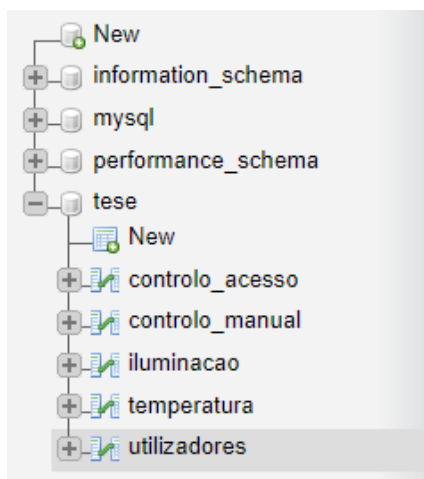 New
information_schema
mysql
performance_schema
tese
New
controlo_acesso
controlo_manual
iluminacao
temperatura
utilizadores